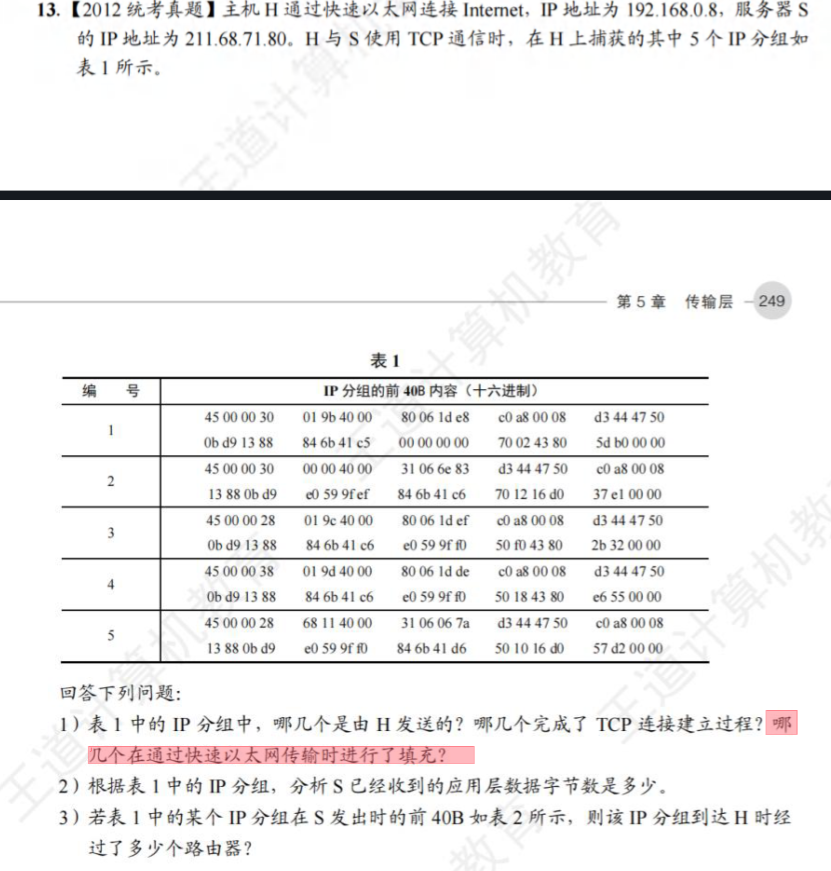 13.【2012 统考真题】主机 H 通过快速以太网连接 Internet，IP 地址为 192.168.0.8，服务器 S
的 IP 地址为 211.68.71.80。H 与 S 使用 TCP 通信时，在 H 上捕获的其中 5 个 IP 分组如
表 1 所示。
第 5 章 传输层 249
表 1
编 号 IP 分组的前 40B 内容（十六进制）
1 45 00 00 30 01 9b 40 00 80 06 1d e8 c0 a8 00 08 d3 44 47 50
0b d9 13 88 84 6b 41 c5 00 00 00 00 70 02 43 80 5d b0 00 00
2 45 00 00 30 00 00 40 00 31 06 6e 83 d3 44 47 50 c0 a8 00 08
13 88 0b d9 e0 59 9f ef 84 6b 41 c6 70 12 16 d0 37 e1 00 00
3 45 00 00 28 01 9c 40 00 80 06 1d ef c0 a8 00 08 d3 44 47 50
0b d9 13 88 84 6b 41 c6 e0 59 9f f0 50 f0 43 80 2b 32 00 00
4 45 00 00 38 01 9d 40 00 80 06 1d de c0 a8 00 08 d3 44 47 50
0b d9 13 88 84 6b 41 c6 e0 59 9f f0 50 18 43 80 e6 55 00 00
5 45 00 00 28 68 11 40 00 31 06 06 7a d3 44 47 50 c0 a8 00 08
13 88 0b d9 e0 59 9f f0 84 6b 41 d6 50 10 16 d0 57 d2 00 00
回答下列问题：
1）表 1 中的 IP 分组中，哪几个是由 H 发送的？哪几个完成了 TCP 连接建立过程？哪
几个在通过快速以太网传输时进行了填充？
2）根据表 1 中的 IP 分组，分析 S 已经收到的应用层数据字节数是多少。
3）若表 1 中的某个 IP 分组在 S 发出时的前 40B 如表 2 所示，则该 IP 分组到达 H 时经
过了多少个路由器？
王道计算机教育
王道计算机教育
王道计算机教育